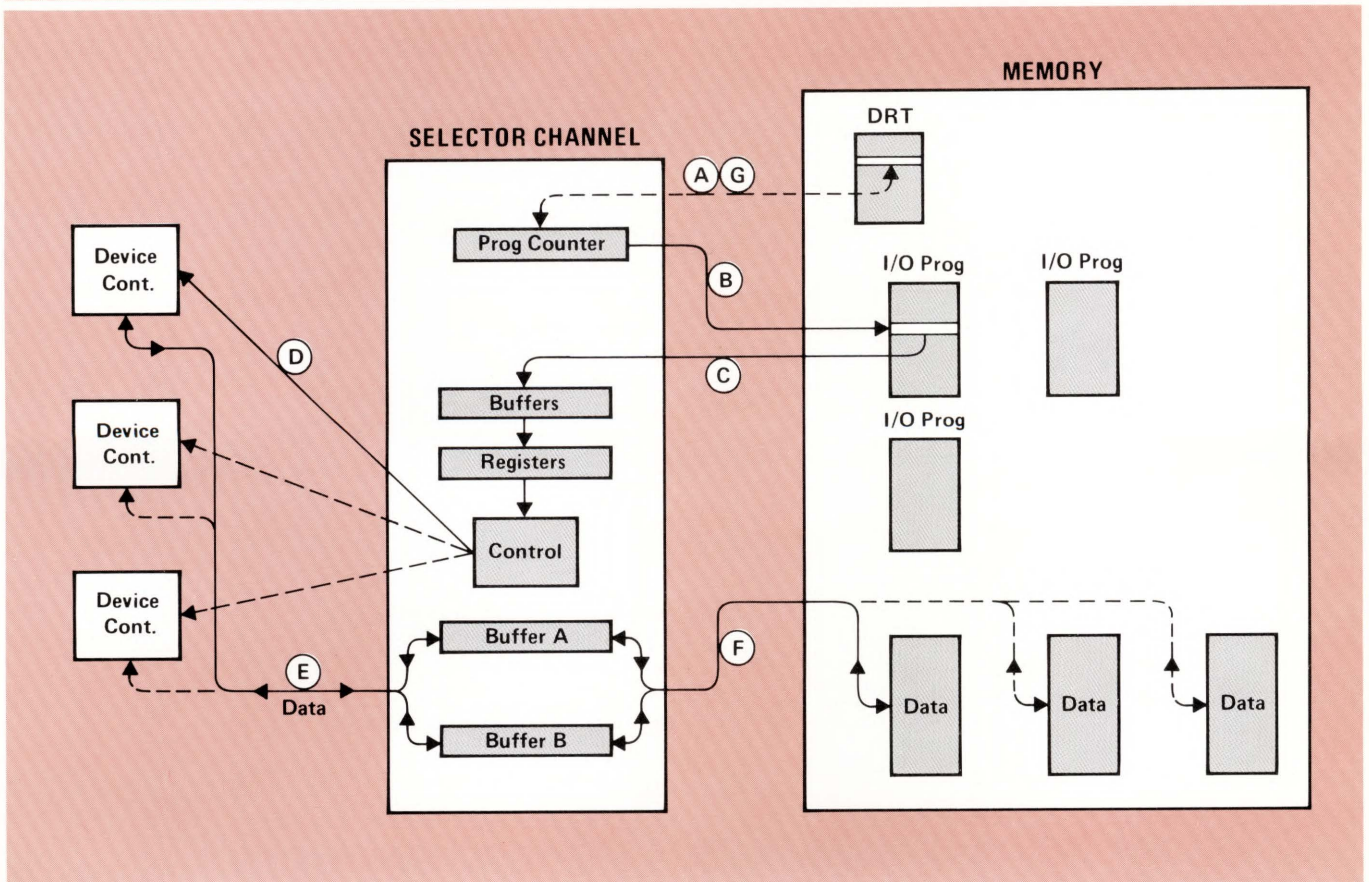 MEMORY
DRT
SELECTOR CHANNEL
A G
Prog Counter
Device
Cont.
I/O Prog
I/O Prog
B
D
C
Buffers
Device
Cont.
I/O Prog
Registers
Control
Device
Cont.
Buffer A
F
E
Data
Data
Data
Data
Buffer B